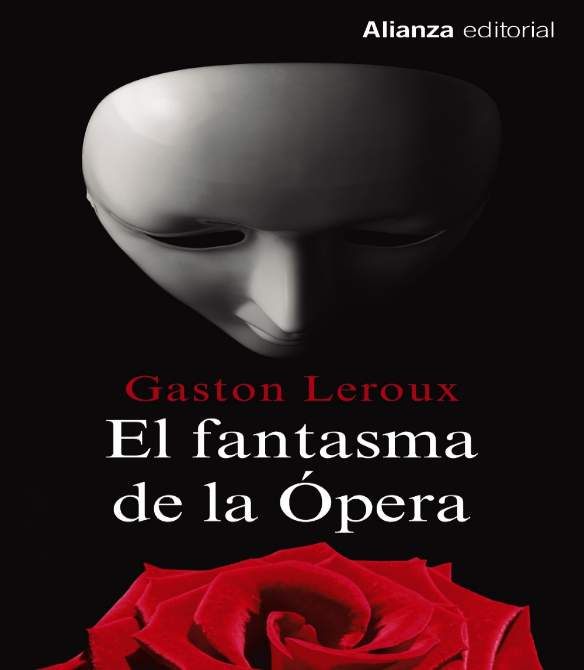 Alianza editorial
Gaston Leroux
El fantasma
de la Ópera